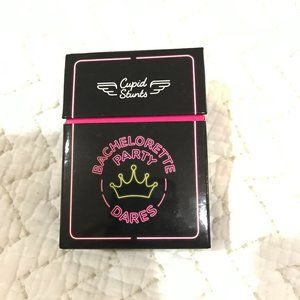 Cupid
Stunts
BACHELORETTE
PARTY
DARES